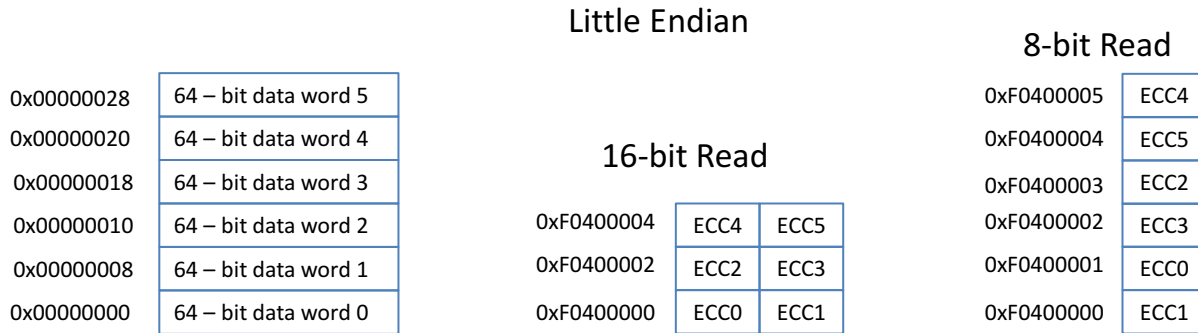 Little Endian
8-bit Read
0x00000028 64 – bit data word 5 0xF0400005 ECC4
0x00000020 64 – bit data word 4 0xF0400004 ECC5
16-bit Read
0x00000018 64 – bit data word 3 0xF0400003 ECC2
0x00000010 64 – bit data word 2 0xF0400004 ECC4 ECC5 0xF0400002 ECC3
0x00000008 64 – bit data word 1 0xF0400002 ECC2 ECC3 0xF0400001 ECC0
0x00000000 64 – bit data word 0 0xF0400000 ECC0 ECC1 0xF0400000 ECC1